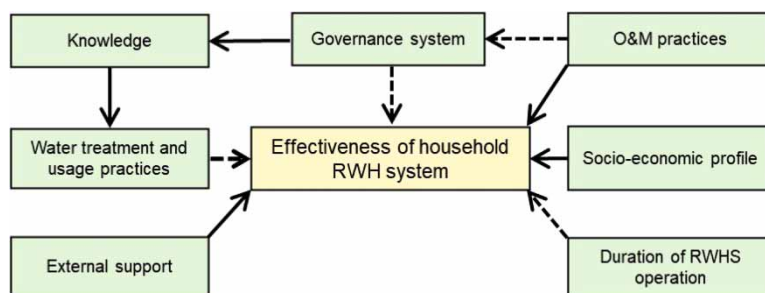 Knowledge
Governance system
O&M practices
Water treatment and
usage practices
Effectiveness of household
RWH system
Socio-economic profile
External support
Duration of RWHS
operation